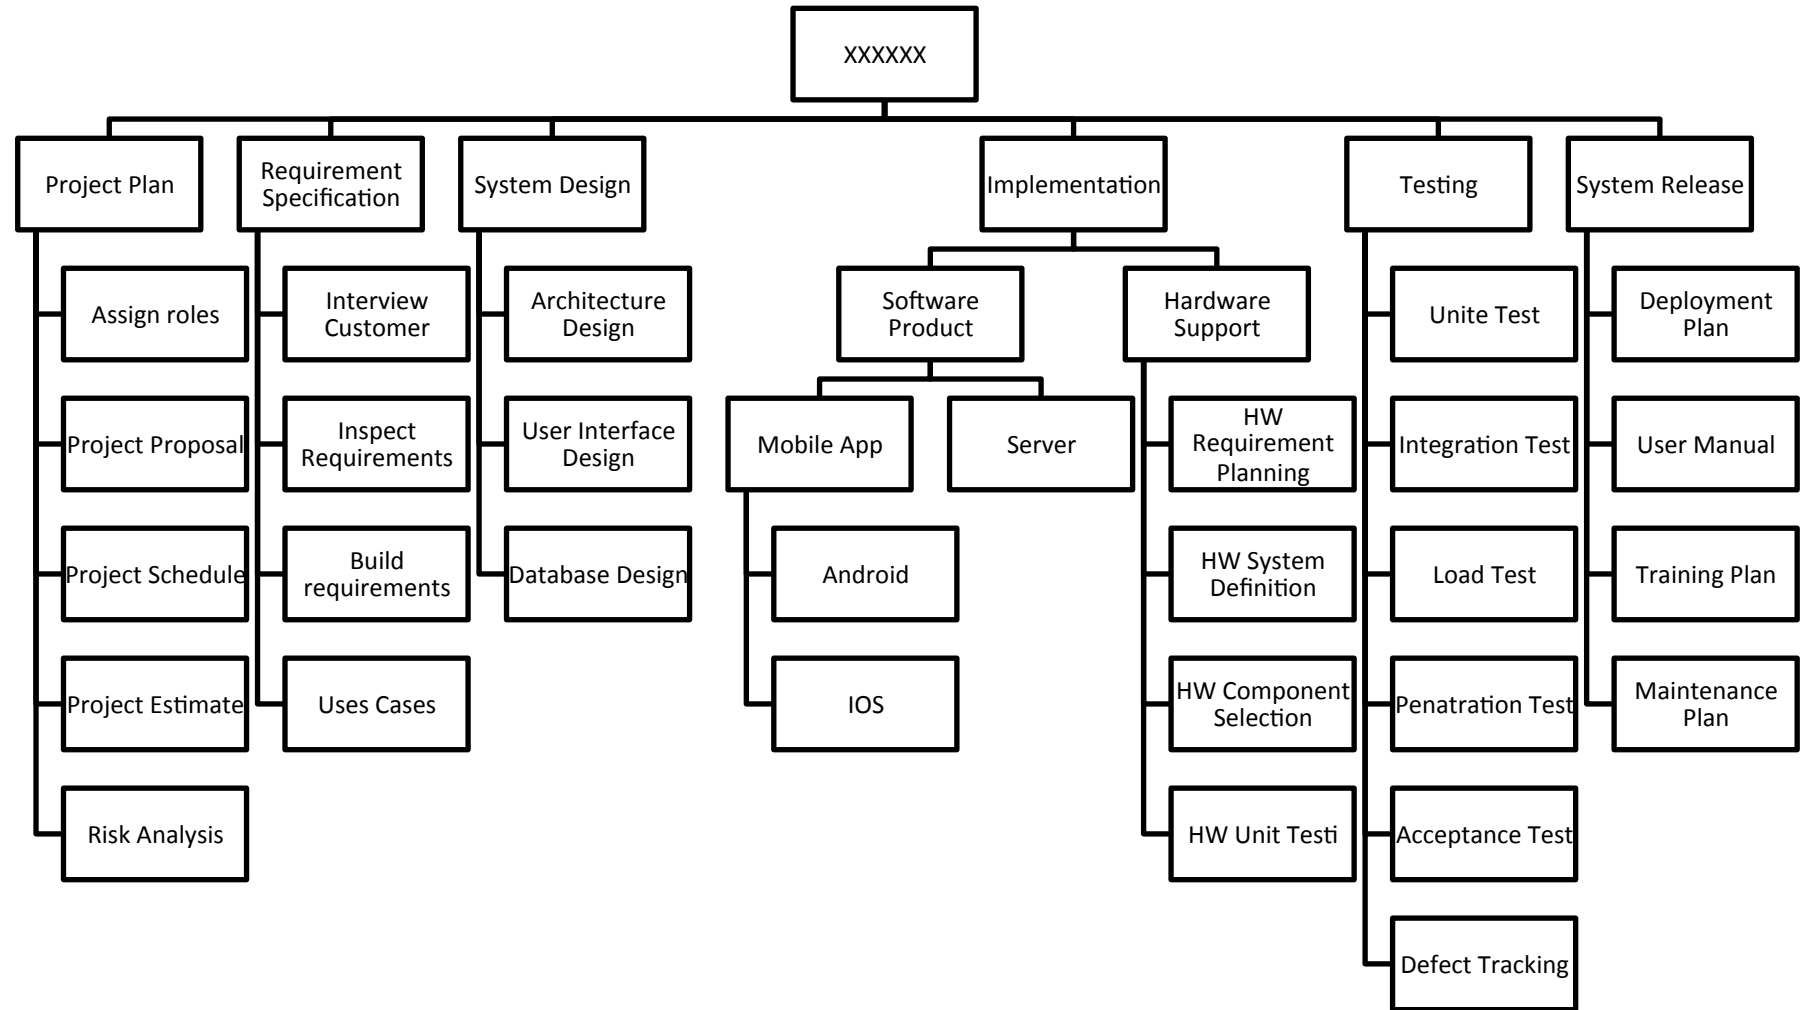 XXXXXX
Project Plan
Requirement
Specification
System Design
Implementation
Testing
System Release
Assign roles
Project Proposal
Project Schedule
Project Estimate
Risk Analysis
Interview
Customer
Inspect
Requirements
Build
requirements
Uses Cases
Architecture
Design
User Interface
Design
Database Design
Software
Product
Mobile App
Android
IOS
Server
Hardware
Support
HW
Requirement
Planning
HW System
Definition
HW Component
Selection
HW Unit Testi
Unite Test
Integration Test
Load Test
Penatration Test
Acceptance Test
Defect Tracking
Deployment
Plan
User Manual
Training Plan
Maintenance
Plan